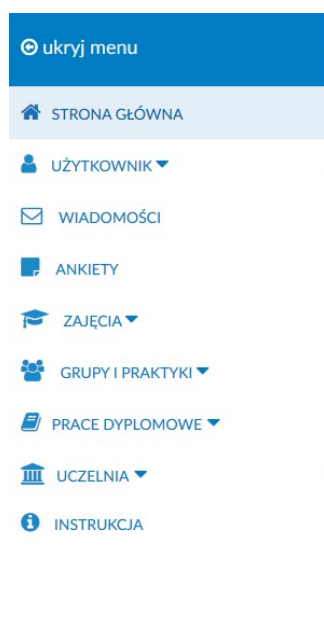 ukryj menu
STRONA GŁÓWNA
UŻYTKOWNIK
WIADOMOŚCI
ANKIETY
ZAJĘCIA
GRUPY I PRAKTYKI
PRACE DYPLOMOWE
UCZELNIA
INSTRUKCJA